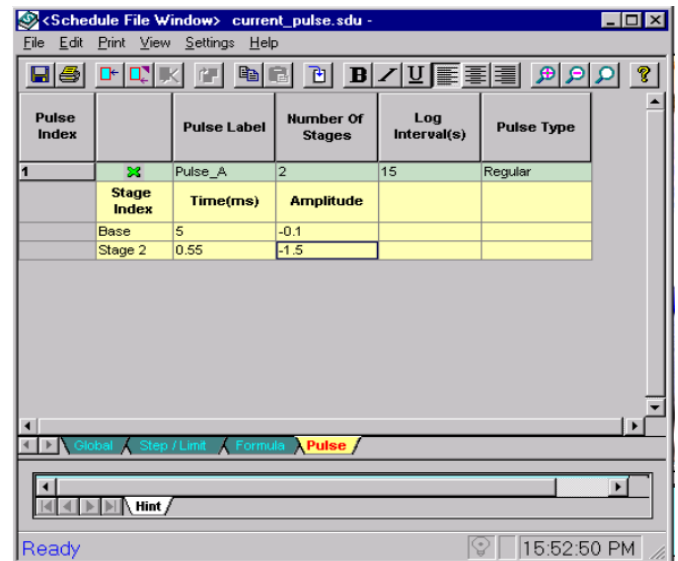 <Schedule File Window> current_pulse.sdu -
File Edit Print View Settings Help
B I U
Pulse Index Pulse Label Number Of Stages Log Interval(s) Pulse Type
1 Pulse_A 2 15 Regular
Stage Index Time(ms) Amplitude
Base 5 -0.1
Stage 2 0.55 -1.5
Global Step / Limit Formula Pulse
Hint
Ready 15:52:50 PM